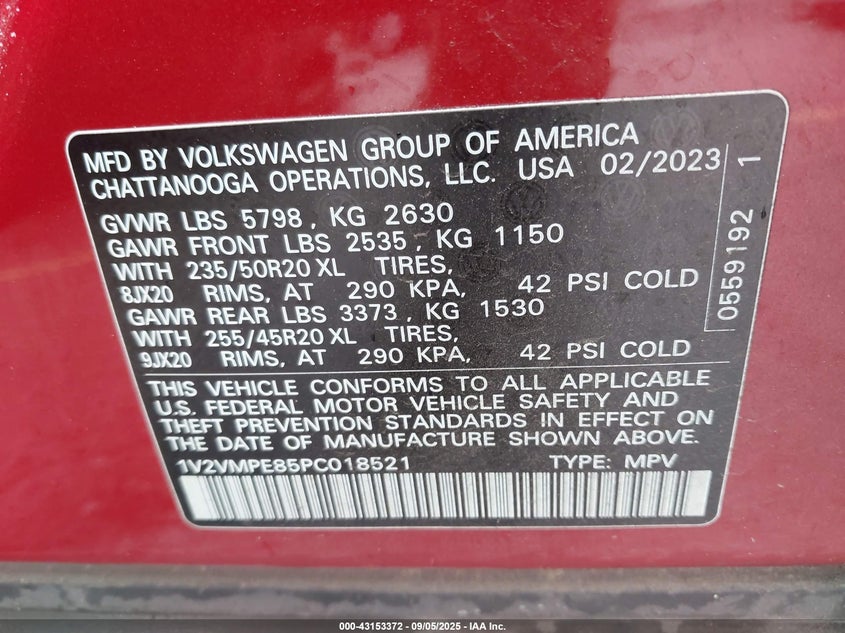 MFD BY VOLKSWAGEN GROUP OF AMERICA
CHATTANOOGA OPERATIONS, LLC. USA 02/2023
GVWR LBS 5798, KG 2630
GAWR FRONT LBS 2535, KG 1150
WITH 235/50R20 XL TIRES,
8JX20 RIMS, AT 290 KPA, 42 PSI COLD
GAWR REAR LBS 3373, KG 1530
WITH 255/45R20 XL TIRES,
9JX20 RIMS, AT 290 KPA, 42 PSI COLD
THIS VEHICLE CONFORMS TO ALL APPLICABLE
U.S. FEDERAL MOTOR VEHICLE SAFETY AND
THEFT PREVENTION STANDARDS IN EFFECT ON
THE DATE OF MANUFACTURE SHOWN ABOVE
1V2VMPE85PC018521 TYPE: MPV
0559192 1
000-43153372 - 09/05/2025 - IAA Inc.